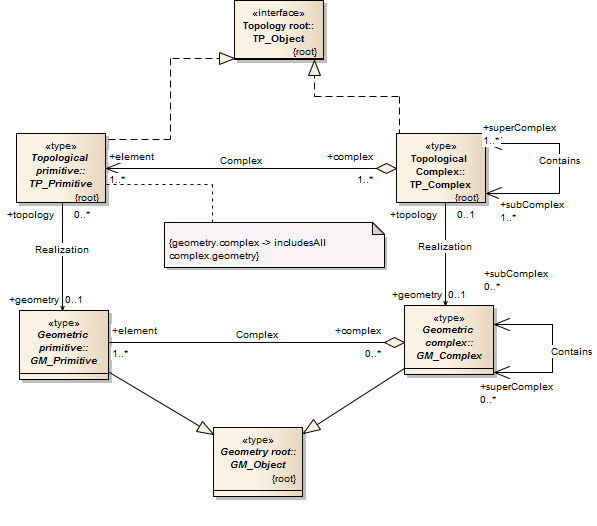 «interface»
Topology root::
TP_Object
{root}
«type»
Topological
primitive::
TP_Primitive
{root}
+element
1..*
Complex
+complex
1..*
«type»
Topological
Complex::
TP_Complex
{root}
+superComplex
1..*
Contains
+subComplex
1..*
+topology
0..*
Realization
+geometry
0..1
{geometry.complex -> includesAll
complex.geometry}
+topology
0..1
Realization
+geometry
0..1
+subComplex
0..*
«type»
Geometric
primitive::
GM_Primitive
+element
1..*
Complex
+complex
0..*
«type»
Geometric
complex::
GM_Complex
Contains
+superComplex
0..*
«type»
Geometry root::
GM_Object
{root}